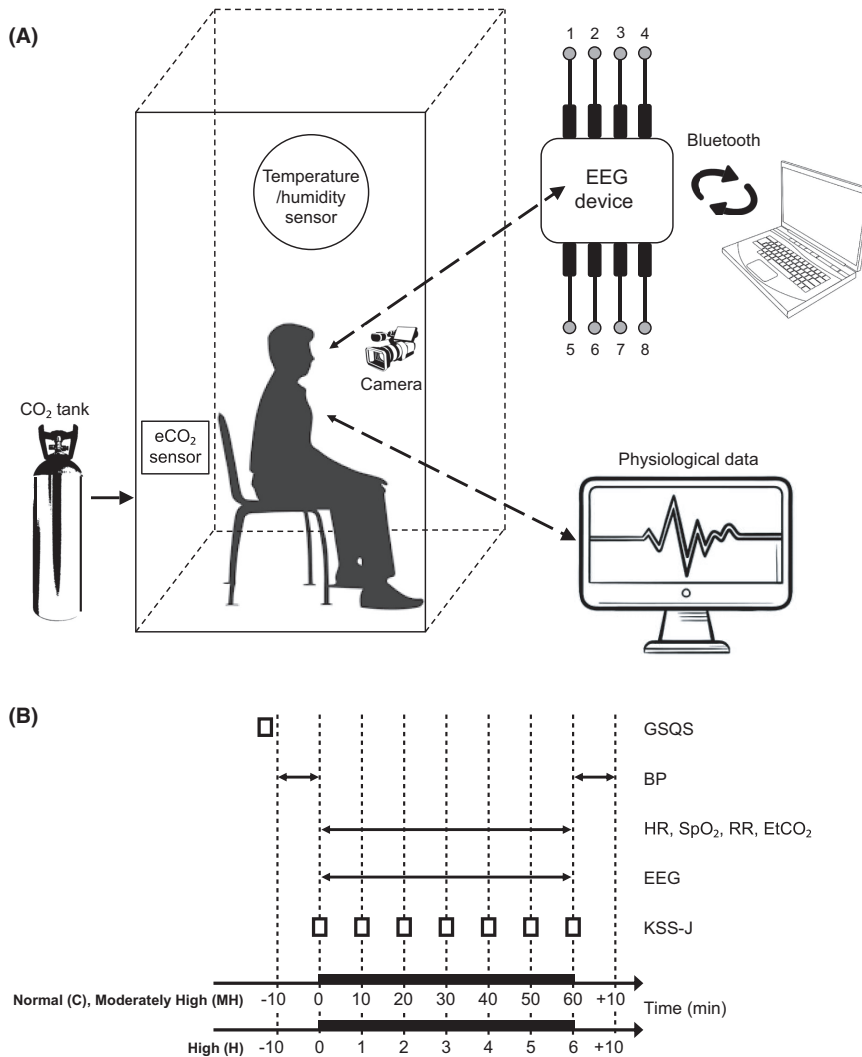 (A)
1 2 3 4
Bluetooth
Temperature
/humidity
sensor
EEG
device
5 6 7 8
Camera
CO₂ tank
eCO₂
sensor
Physiological data
(B)
GSQS
BP
HR, SpO₂, RR, EtCO₂
EEG
KSS-J
Normal (C), Moderately High (MH) -10 0 10 20 30 40 50 60 +10
Time (min)
High (H) -10 0 1 2 3 4 5 6 +10